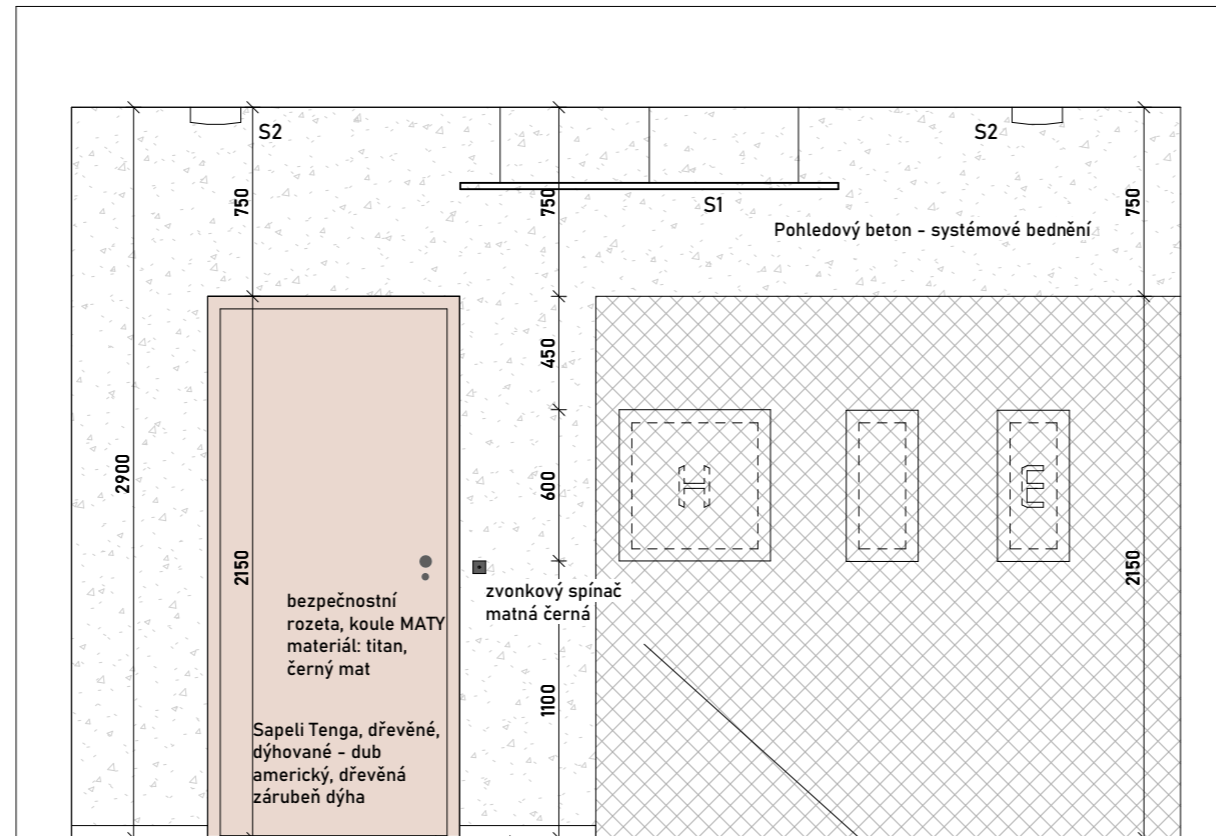 S2
S2
750
750
750
S1
Pohledový beton - systémové bednění
450
2900
600
H
E
2150
2150
bezpečnostní
rozeta, koule MATY
materiál: titan,
černý mat
zvonkový spínač
matná černá
1100
Sapeli Tenga, dřevěné,
dýhované - dub
americký, dřevěná
zárubeň dýha